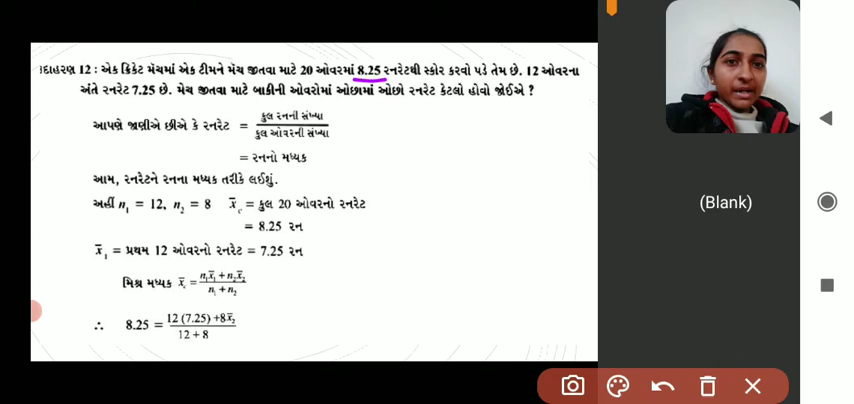 ઉદાહરણ 12 : એક ક્રિકેટ મૅચમાં એક ટીમને મૅચ જીતવા માટે 20 ઓવરમાં 8.25 રનરેટથી સ્કોર કરવો પડે તેમ છે. 12 ઓવરના
અંતે રનરેટ 7.25 છે. મેચ જીતવા માટે બાકીની ઓવરોમાં ઓછામાં ઓછો રનરેટ કેટલો હોવો જોઈએ ?
આપણે જાણીએ છીએ કે રનરેટ = કુલ રનની સંખ્યા / કુલ ઓવરની સંખ્યા
= રનનો મધ્યક
આમ, રનરેટને રનના મધ્યક તરીકે લઈશું.
અહીં n₁ = 12, n₂ = 8 x̄c = કુલ 20 ઓવરનો રનરેટ
= 8.25 રન
x̄₁ = પ્રથમ 12 ઓવરનો રનરેટ = 7.25 રન
મિશ્ર મધ્યક x̄c = (n₁x̄₁ + n₂x̄₂) / (n₁ + n₂)
∴ 8.25 = (12 (7.25) + 8x̄₂) / (12 + 8)
(Blank)